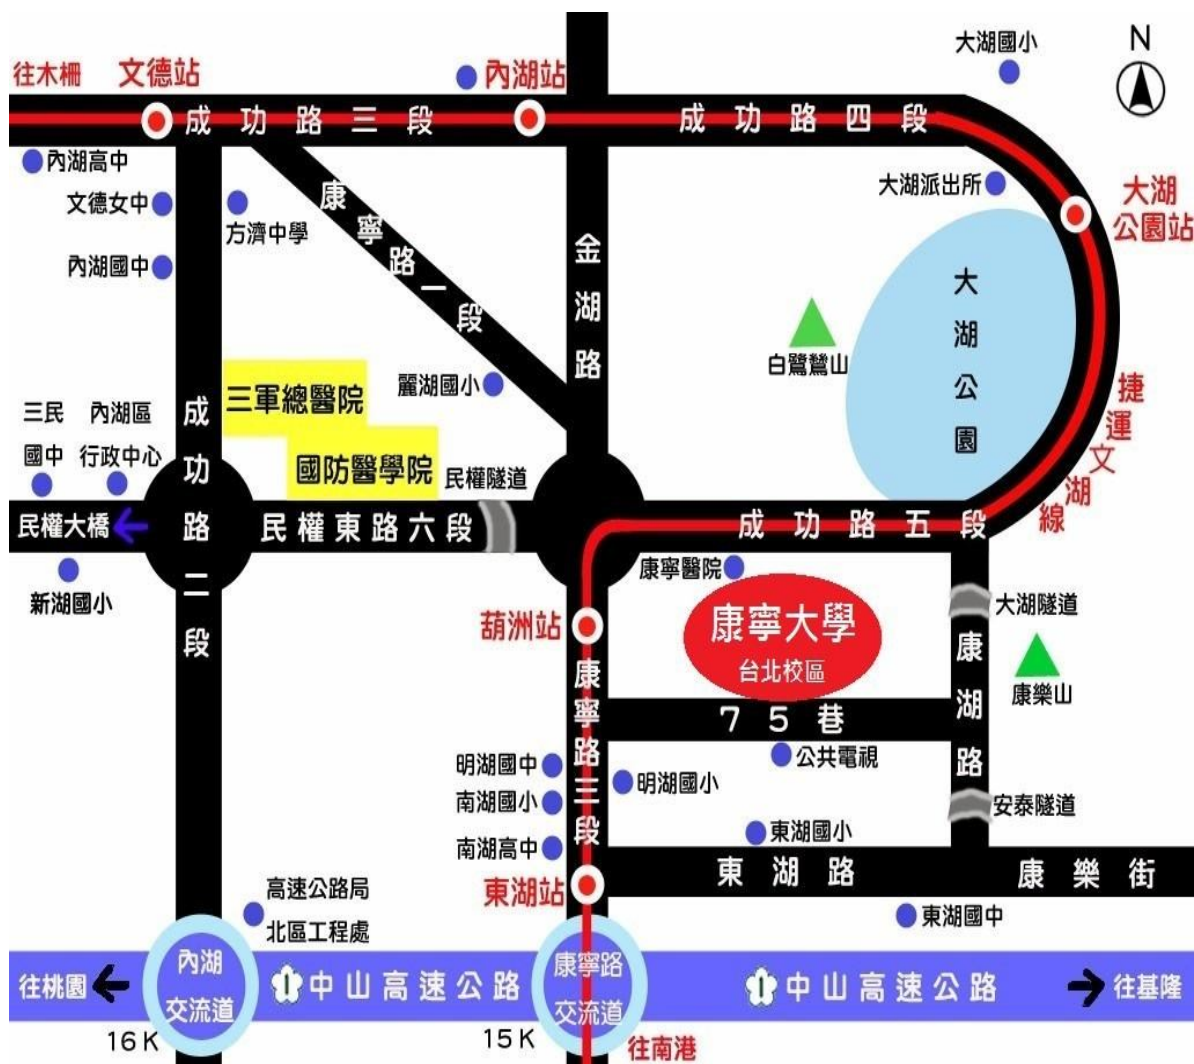 大湖國小
N
往木柵
文德站
內湖站
成功路三段
成功路四段
內湖高中
文德女中
方濟中學
內湖國中
康寧路一段
金湖路
大湖派出所
大湖
公園站
大湖公園
白鷺鷥山
捷運文湖線
三軍總醫院
國防醫學院
麗湖國小
民權隧道
三民
國中
內湖區
行政中心
成功路二段
民權大橋
民權東路六段
成功路五段
新湖國小
康寧醫院
康寧大學
台北校區
葫洲站
大湖隧道
康湖路
康樂山
75巷
康寧路三段
明湖國中
南湖國小
南湖高中
明湖國小
公共電視
安泰隧道
東湖國小
東湖路
康樂街
東湖站
東湖國中
高速公路局
北區工程處
往桃園
內湖
交流道
1
中山高速公路
康寧路
交流道
1
中山高速公路
往基隆
16K
15K
往南港